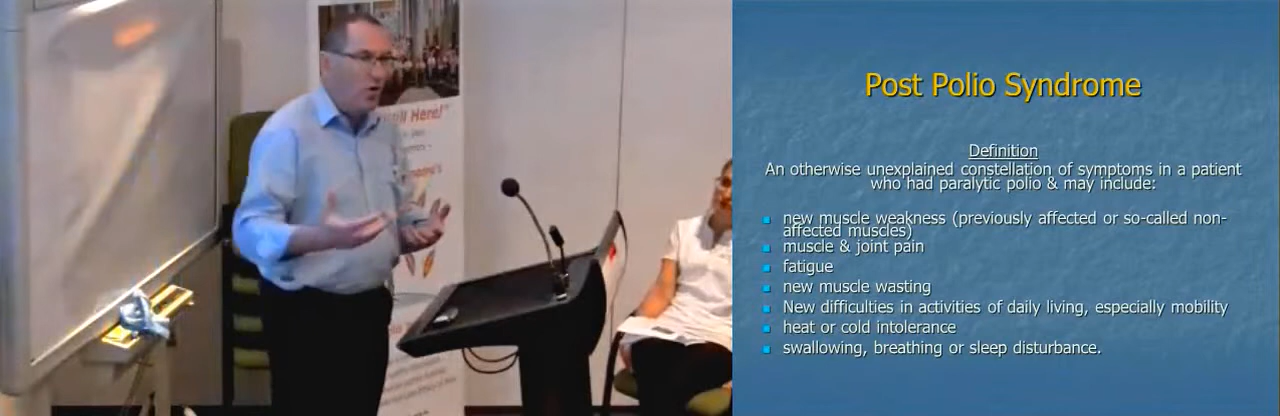 Still Here!"
Post Polio Syndrome
Definition
An otherwise unexplained constellation of symptoms in a patient
who had paralytic polio & may include:
new muscle weakness (previously affected or so-called non-
affected muscles)
muscle & joint pain
fatigue
new muscle wasting
New difficulties in activities of daily living, especially mobility
heat or cold intolerance
swallowing, breathing or sleep disturbance.